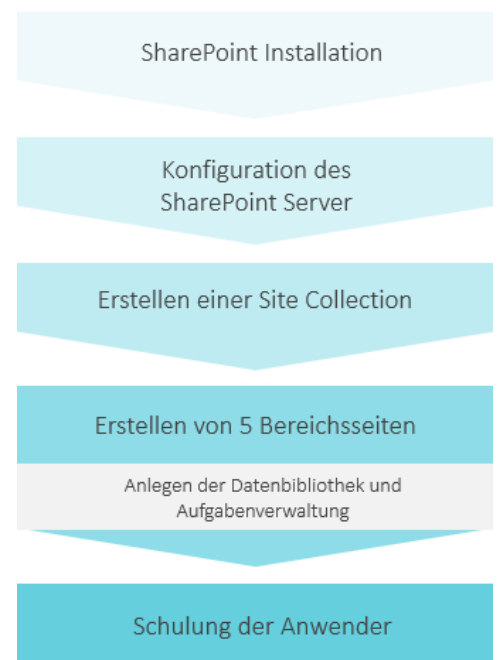 SharePoint Installation
Konfiguration des
SharePoint Server
Erstellen einer Site Collection
Erstellen von 5 Bereichsseiten
Anlegen der Datenbibliothek und
Aufgabenverwaltung
Schulung der Anwender